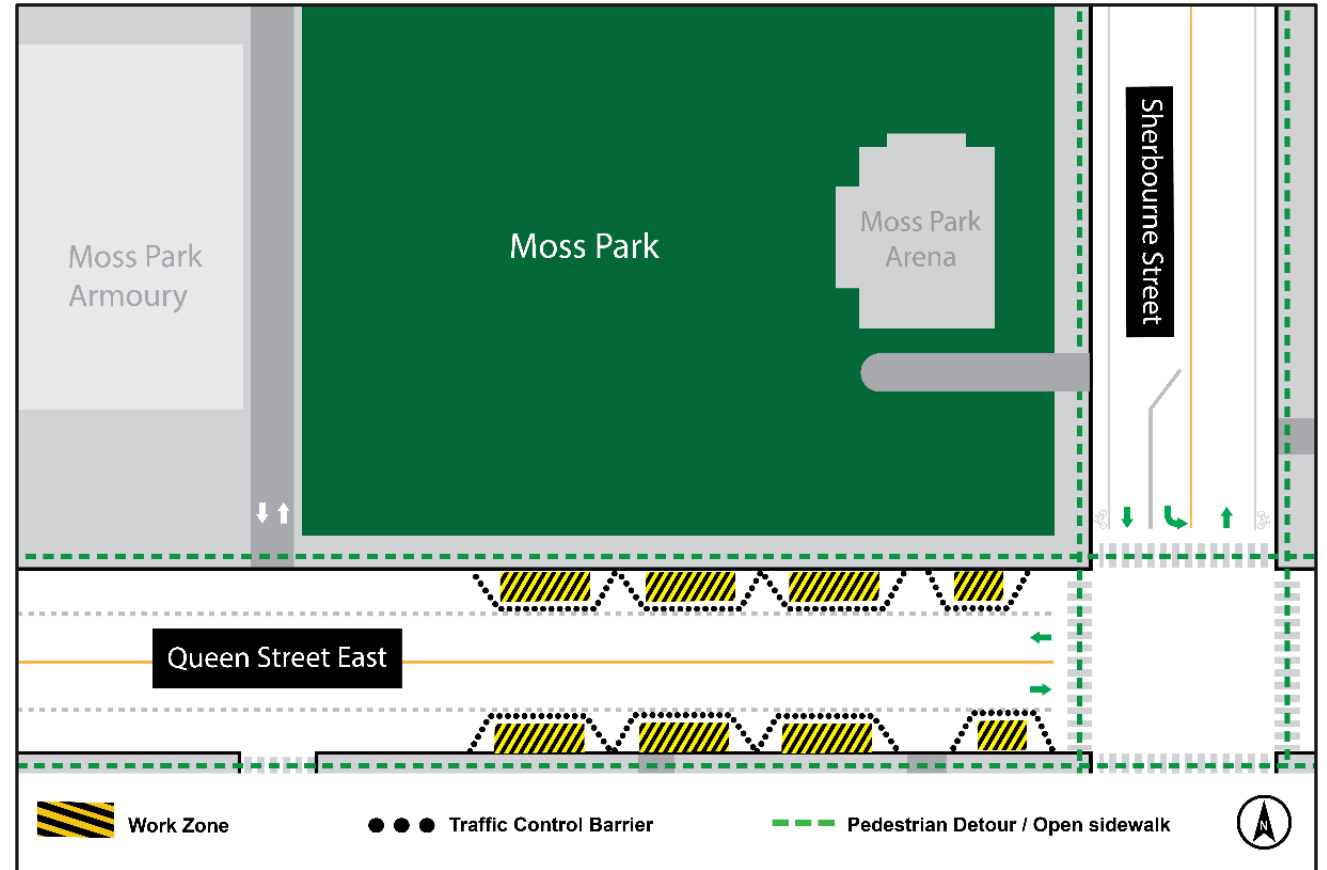 Moss Park
Armoury
Moss Park
Moss Park
Arena
Sherbourne Street
Queen Street East
Work Zone
Traffic Control Barrier
Pedestrian Detour / Open sidewalk
N